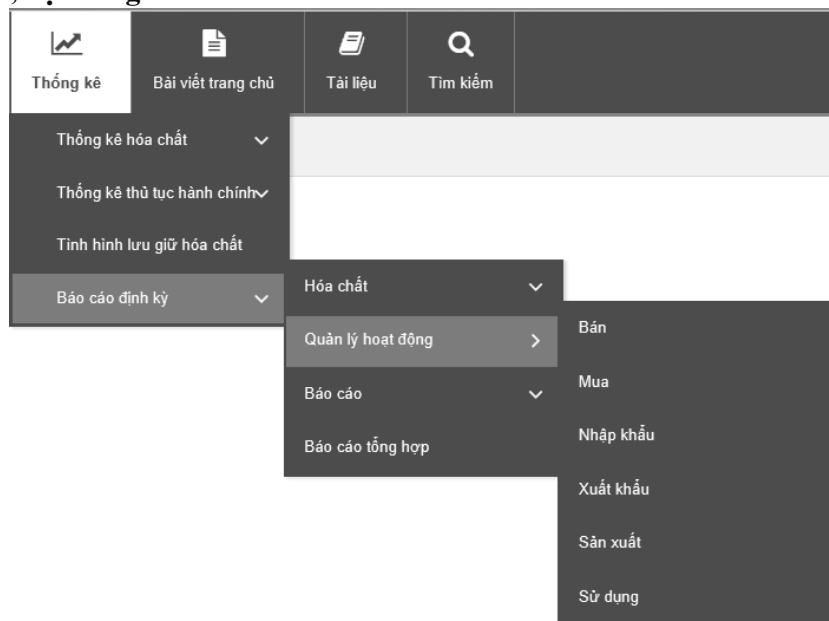 Thống kê
Bài viết trang chủ
Tài liệu
Tìm kiếm
Thống kê hóa chất
Thống kê thủ tục hành chính
Tình hình lưu giữ hóa chất
Báo cáo định kỳ
Hóa chất
Quản lý hoạt động
Báo cáo
Báo cáo tổng hợp
Bán
Mua
Nhập khẩu
Xuất khẩu
Sản xuất
Sử dụng